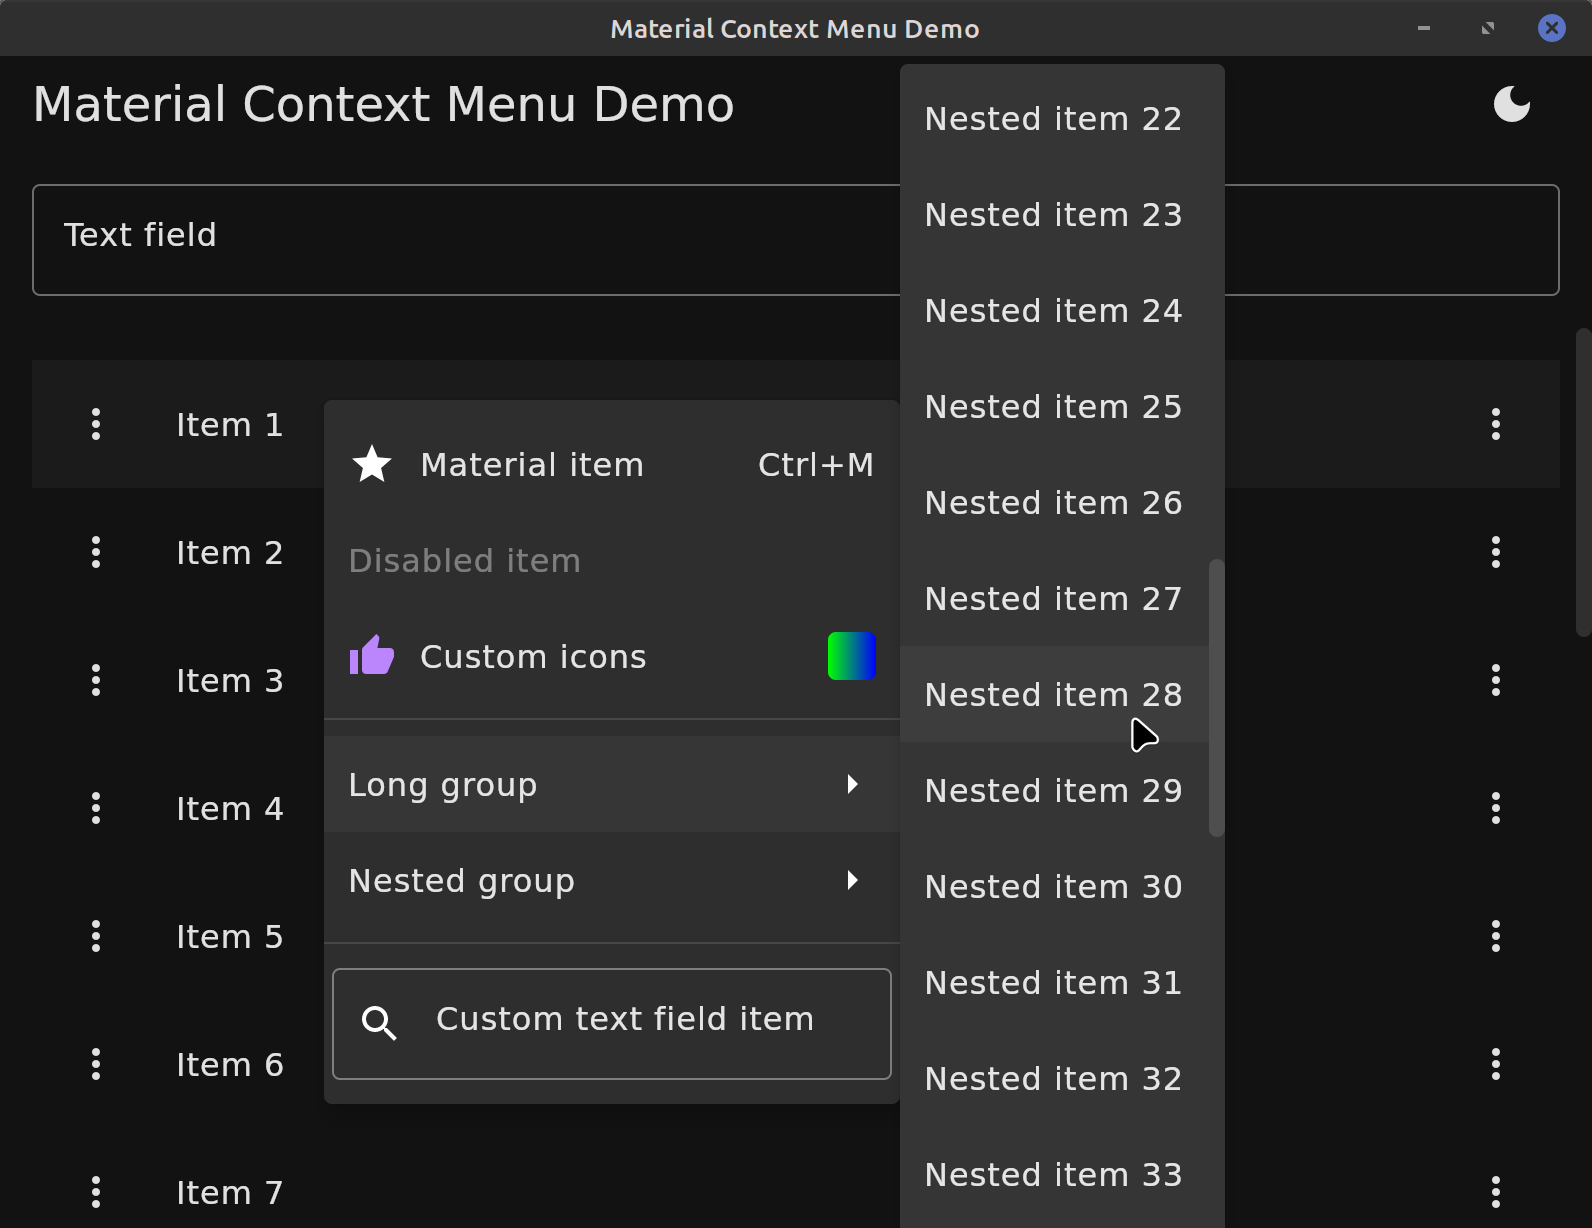 Material Context Menu Demo
Material Context Menu Demo
Text field
Item 1
Item 2
Item 3
Item 4
Item 5
Item 6
Item 7
Material item Ctrl+M
Disabled item
Custom icons
Long group
Nested group
Custom text field item
Nested item 22
Nested item 23
Nested item 24
Nested item 25
Nested item 26
Nested item 27
Nested item 28
Nested item 29
Nested item 30
Nested item 31
Nested item 32
Nested item 33